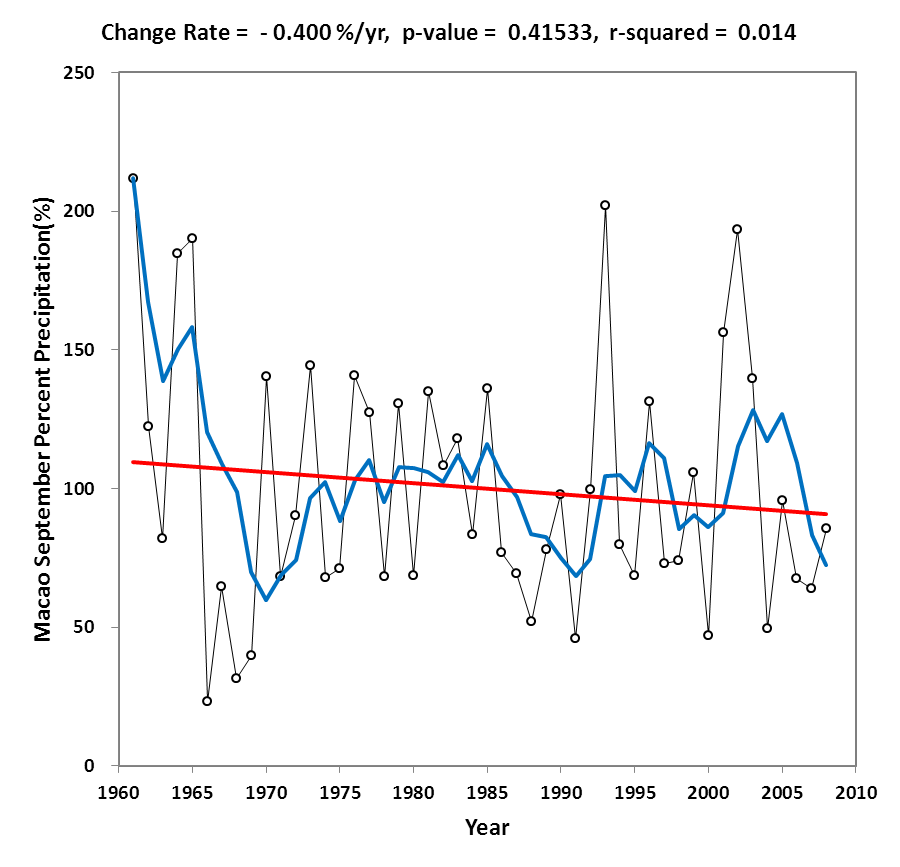 Change Rate = - 0.400 %/yr, p-value = 0.41533, r-squared = 0.014
250
200
150
100
50
0
Macao September Percent Precipitation(%)
1960 1965 1970 1975 1980 1985 1990 1995 2000 2005 2010
Year